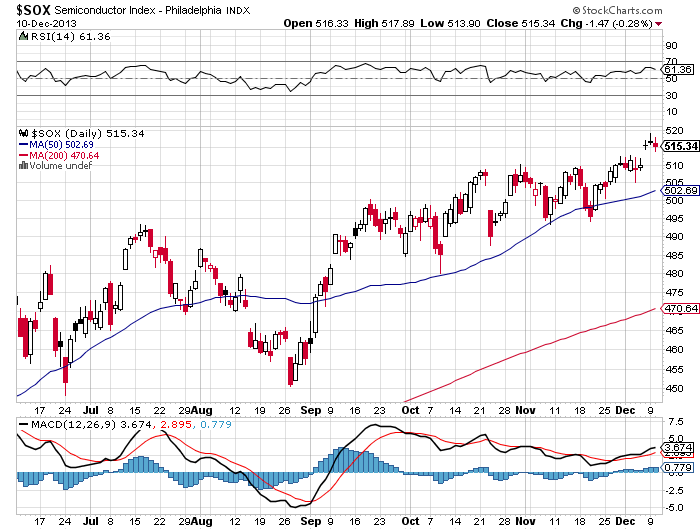 $SOX Semiconductor Index - Philadelphia INDX © StockCharts.com
10-Dec-2013 Open 516.33 High 517.89 Low 513.90 Close 515.34 Chg -1.47 (-0.28%)
RSI(14) 61.36
90
70
61.36
50
30
10
$SOX (Daily) 515.34
MA(50) 502.69
MA(200) 470.64
Volume undef
520
515.34
510
505
502.69
500
495
490
485
480
475
470.64
465
460
455
450
17 24 Jul 8 15 22 29 Aug 12 19 26 Sep 9 16 23 Oct 7 14 21 28 Nov 11 18 25 Dec 9
MACD(12,26,9) 3.674, 2.895, 0.779
7.5
5.0
3.674
0.779
-2.5
-5.0
17 24 Jul 8 15 22 29 Aug 12 19 26 Sep 9 16 23 Oct 7 14 21 28 Nov 11 18 25 Dec 9